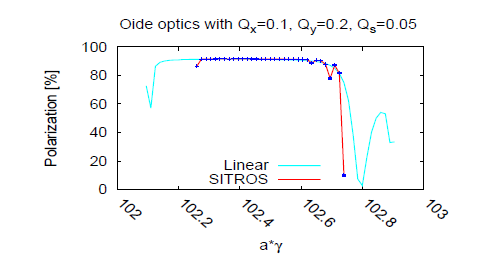 Oide optics with Qx=0.1, Qy=0.2, Qs=0.05
Polarization [%]
100
80
60
40
20
0
Linear
SITROS
102
102.2
102.4
102.6
102.8
103
a*γ